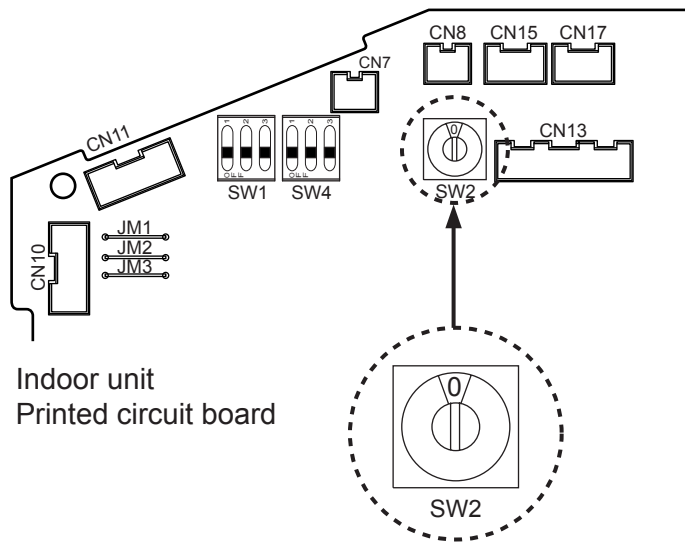 CN8 CN15 CN17
CN7
CN11
1 2 3
OFF
SW1
1 2 3
OFF
SW4
0
SW2
CN13
CN10
JM1
JM2
JM3
Indoor unit
Printed circuit board
0
SW2